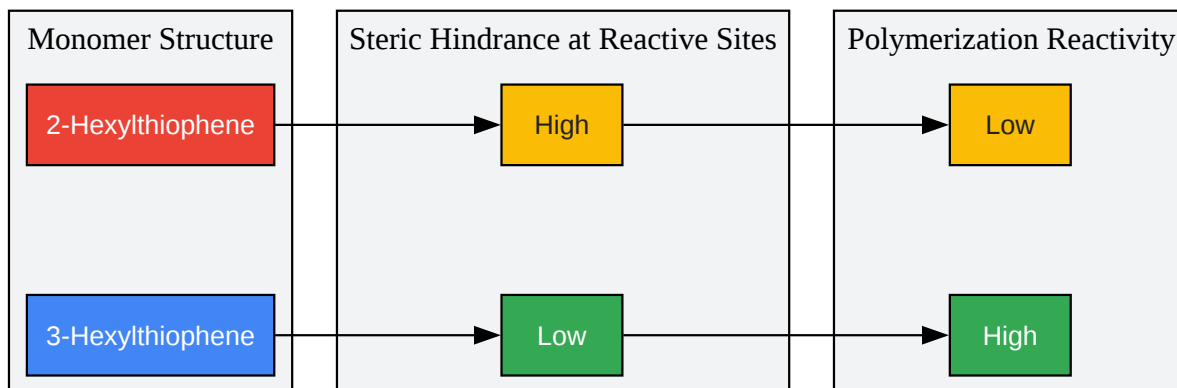 Monomer Structure
Steric Hindrance at Reactive Sites
Polymerization Reactivity
2-Hexylthiophene
High
Low
3-Hexylthiophene
Low
High